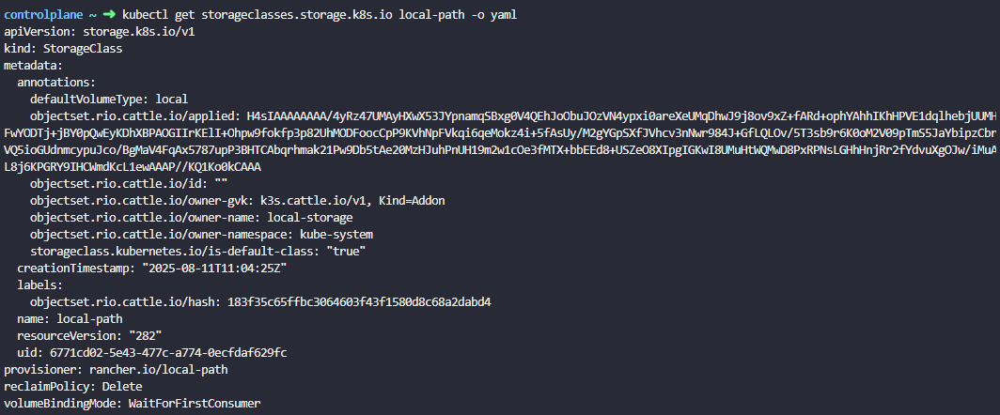 controlplane ~ ➜ kubectl get storageclasses.storage.k8s.io local-path -o yaml
apiVersion: storage.k8s.io/v1
kind: StorageClass
metadata:
  annotations:
    defaultVolumeType: local
    objectset.rio.cattle.io/applied: H4sIAAAAAAAA/4yRz47UMAyHXwX53JYpnamqSBxg0V4QEhJoObuJOzVN4ypxi0areXeUMqDhwJ9j8ov9xZ+fARd+ophYAhhIKhHPVE1dqlhebjUUMH
FwYODTj+jBY0pQwEyKDhXBPAOGIIrKElI+Ohpw9fokfp3p82UhMODFoocCpP9KVhNpFVkqi6qeMokz4i+5fAsUy/M2gYGpSXfJVhcv3nNwr984J+GfLQLOv/5T3sb9r6K0oM2V09pTmS5JaYbipzCbr
VQ5ioGUdnmcypuJco/BgMaV4FqAx5787upP3BHTCAbqrhmak21Pw9Db5tAe20MzHJuhPnUH19m2w1cOe3fMTX+bbEEd8+USZeO8XIpgIGKwI8UMuHtWQMwD8PxRPNsLGHhHnjRr2fYdvuXgOJw/iMuA
L8j6KPGRY9IHCWmdKcL1ewAAAP//KQ1Ko0kCAAA
    objectset.rio.cattle.io/id: ""
    objectset.rio.cattle.io/owner-gvk: k3s.cattle.io/v1, Kind=Addon
    objectset.rio.cattle.io/owner-name: local-storage
    objectset.rio.cattle.io/owner-namespace: kube-system
    storageclass.kubernetes.io/is-default-class: "true"
  creationTimestamp: "2025-08-11T11:04:25Z"
  labels:
    objectset.rio.cattle.io/hash: 183f35c65ffbc3064603f43f1580d8c68a2dabd4
  name: local-path
  resourceVersion: "282"
  uid: 6771cd02-5e43-477c-a774-0ecfdaf629fc
provisioner: rancher.io/local-path
reclaimPolicy: Delete
volumeBindingMode: WaitForFirstConsumer